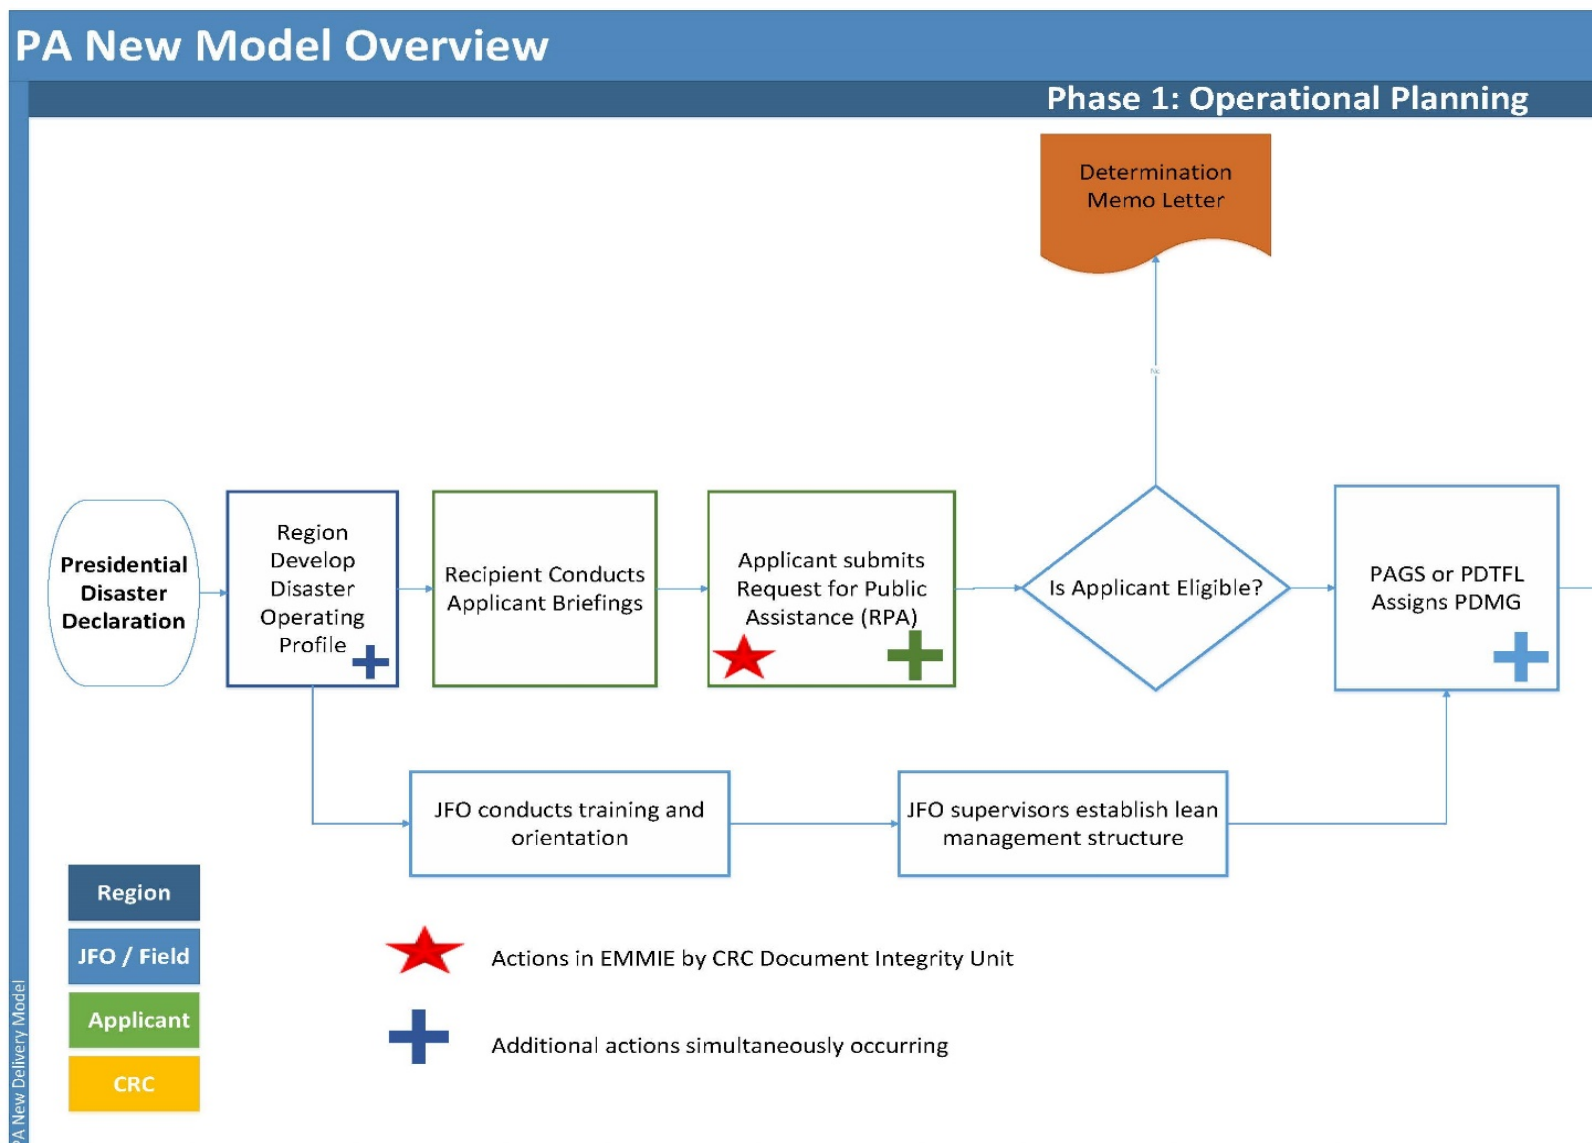 PA New Model Overview
Phase 1: Operational Planning
Determination
Memo Letter
No
Presidential
Disaster
Declaration
Region
Develop
Disaster
Operating
Profile
Recipient Conducts
Applicant Briefings
Applicant submits
Request for Public
Assistance (RPA)
Is Applicant Eligible?
PAGS or PDTFL
Assigns PDMG
JFO conducts training and
orientation
JFO supervisors establish lean
management structure
Region
JFO / Field
Applicant
CRC
Actions in EMMIE by CRC Document Integrity Unit
Additional actions simultaneously occurring
PA New Delivery Model